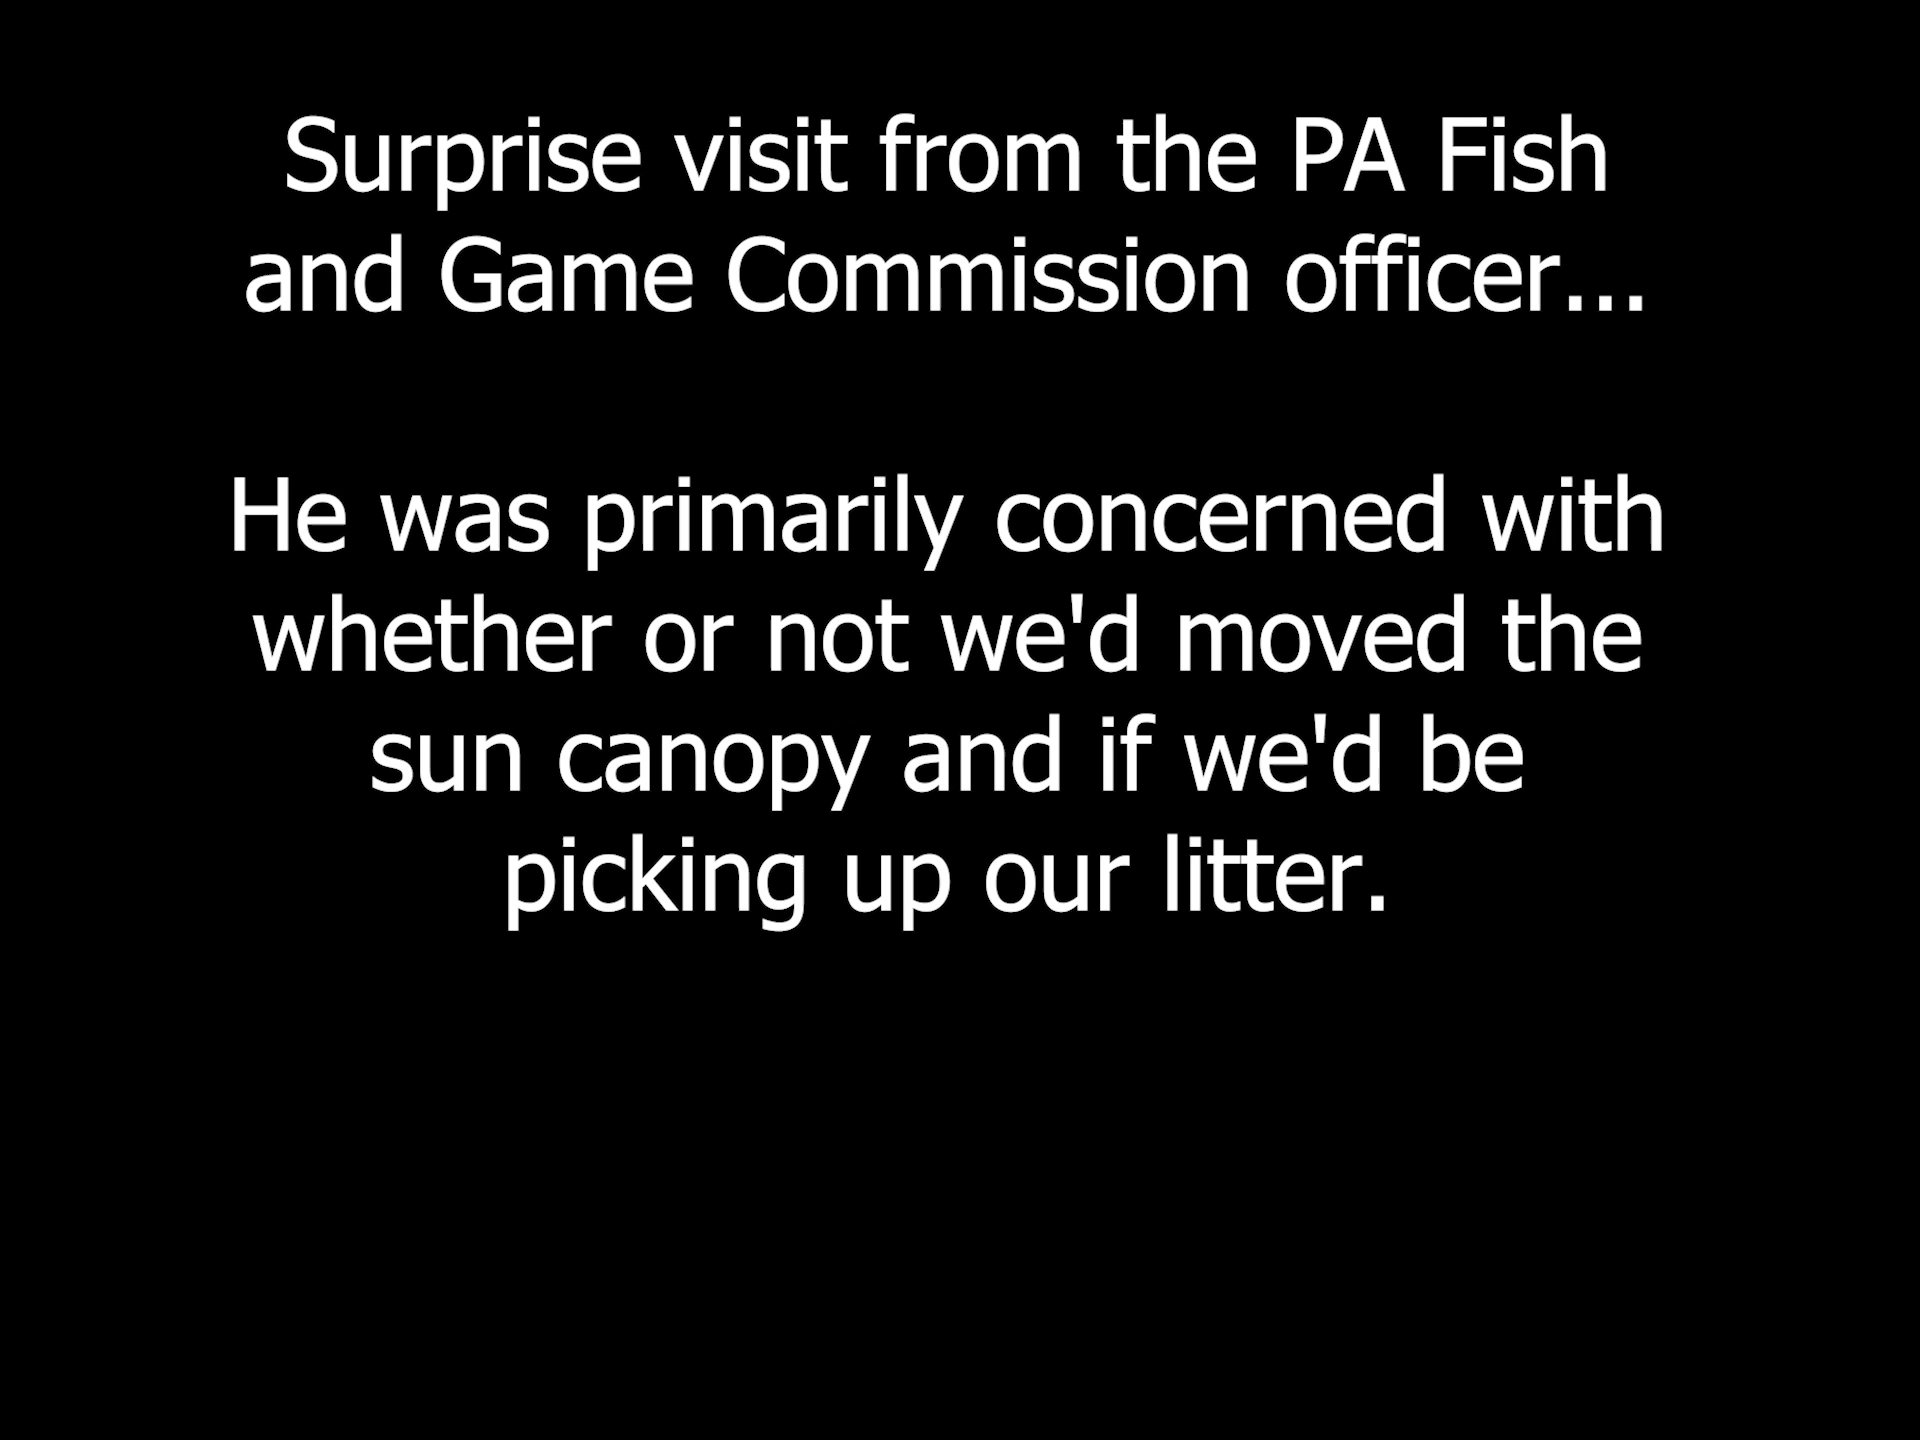 Surprise visit from the PA Fish
and Game Commission officer...
He was primarily concerned with
whether or not we'd moved the
sun canopy and if we'd be
picking up our litter.